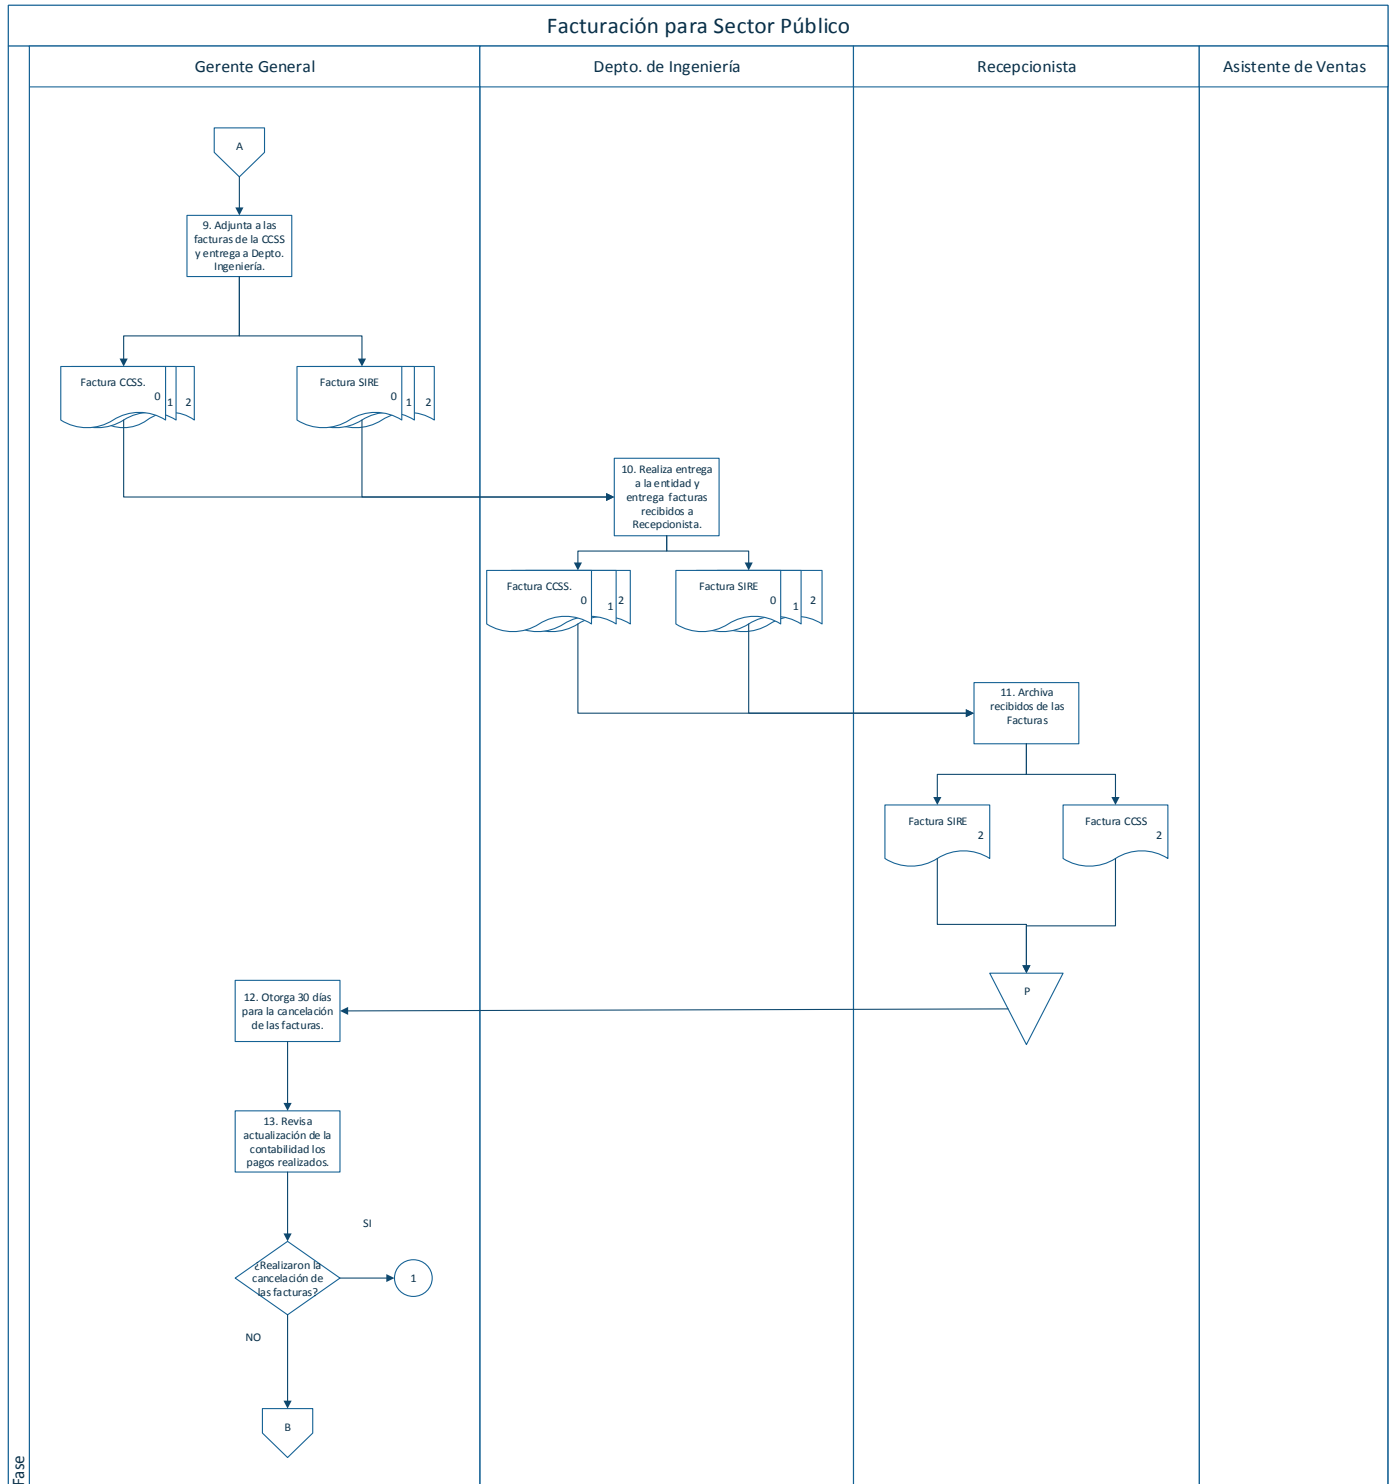 Facturación para Sector Público
Gerente General
Depto. de Ingeniería
Recepcionista
Asistente de Ventas
A
9. Adjunta a las
facturas de la CCSS
y entrega a Depto.
Ingeniería.
Factura CCSS.
0
1
2
Factura SIRE
0
1
2
10. Realiza entrega
a la entidad y
entrega facturas
recibidos a
Recepcionista.
Factura CCSS.
0
1
2
Factura SIRE
0
1
2
11. Archiva
recibidos de las
Facturas
Factura SIRE
2
Factura CCSS
2
P
12. Otorga 30 días
para la cancelación
de las facturas.
13. Revisa
actualización de la
contabilidad los
pagos realizados.
SI
¿Realizaron la
cancelación de
las facturas?
1
NO
B
Fase